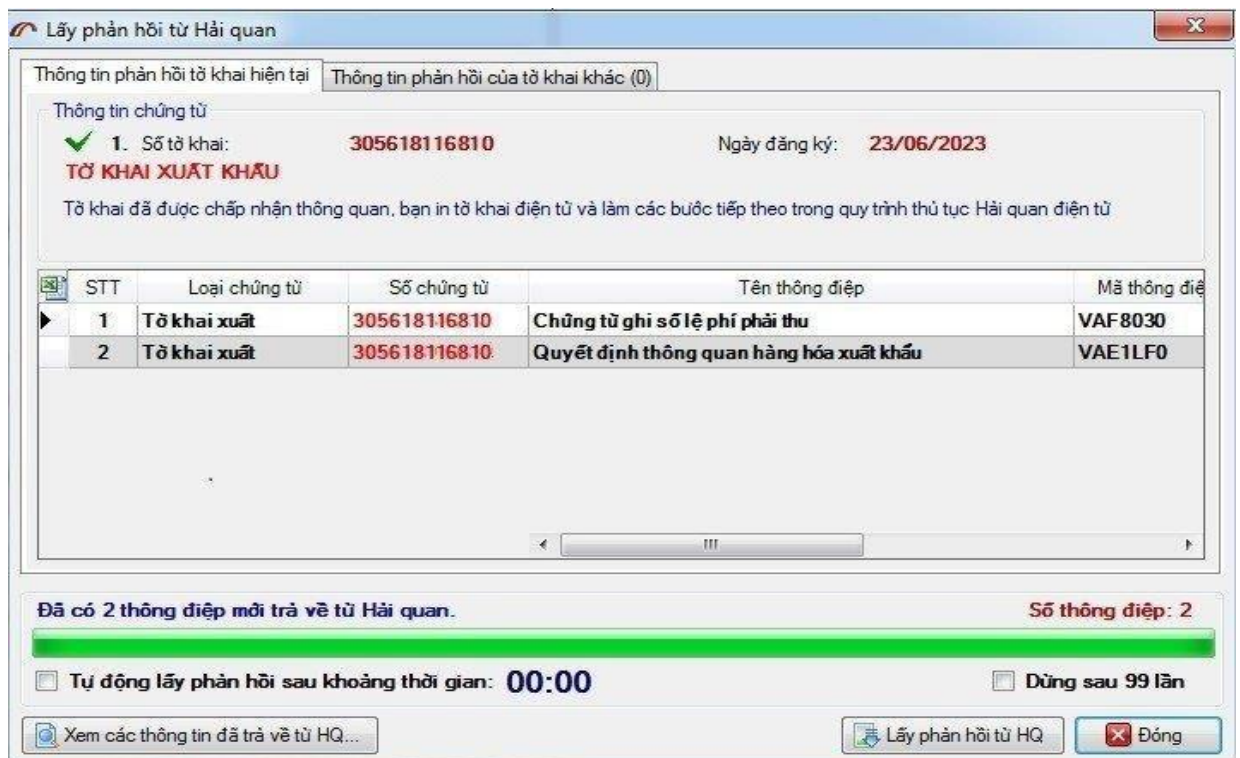 Lấy phản hồi từ Hải quan
Thông tin phản hồi tờ khai hiện tại Thông tin phản hồi của tờ khai khác (0)
Thông tin chứng từ
1. Số tờ khai: 305618116810 Ngày đăng ký: 23/06/2023
TỜ KHAI XUẤT KHẨU
Tờ khai đã được chấp nhận thông quan, bạn in tờ khai điện tử và làm các bước tiếp theo trong quy trình thủ tục Hải quan điện tử
STT Loại chứng từ Số chứng từ Tên thông điệp Mã thông điệ
1 Tờ khai xuất 305618116810 Chứng từ ghi số lệ phí phải thu VAF8030
2 Tờ khai xuất 305618116810 Quyết định thông quan hàng hóa xuất khẩu VAE1LF0
Đã có 2 thông điệp mới trả về từ Hải quan. Số thông điệp: 2
Tự động lấy phản hồi sau khoảng thời gian: 00:00 Dừng sau 99 lần
Xem các thông tin đã trả về từ HQ... Lấy phản hồi từ HQ Đóng